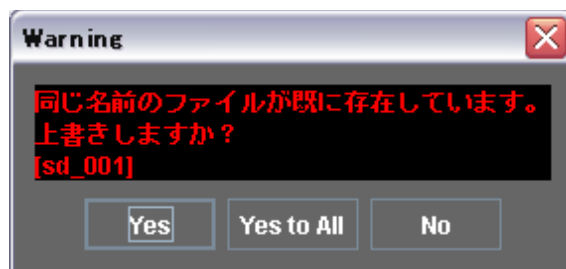 Warning
同じ名前のファイルが既に存在しています。
上書きしますか？
[sd_001]
Yes
Yes to All
No